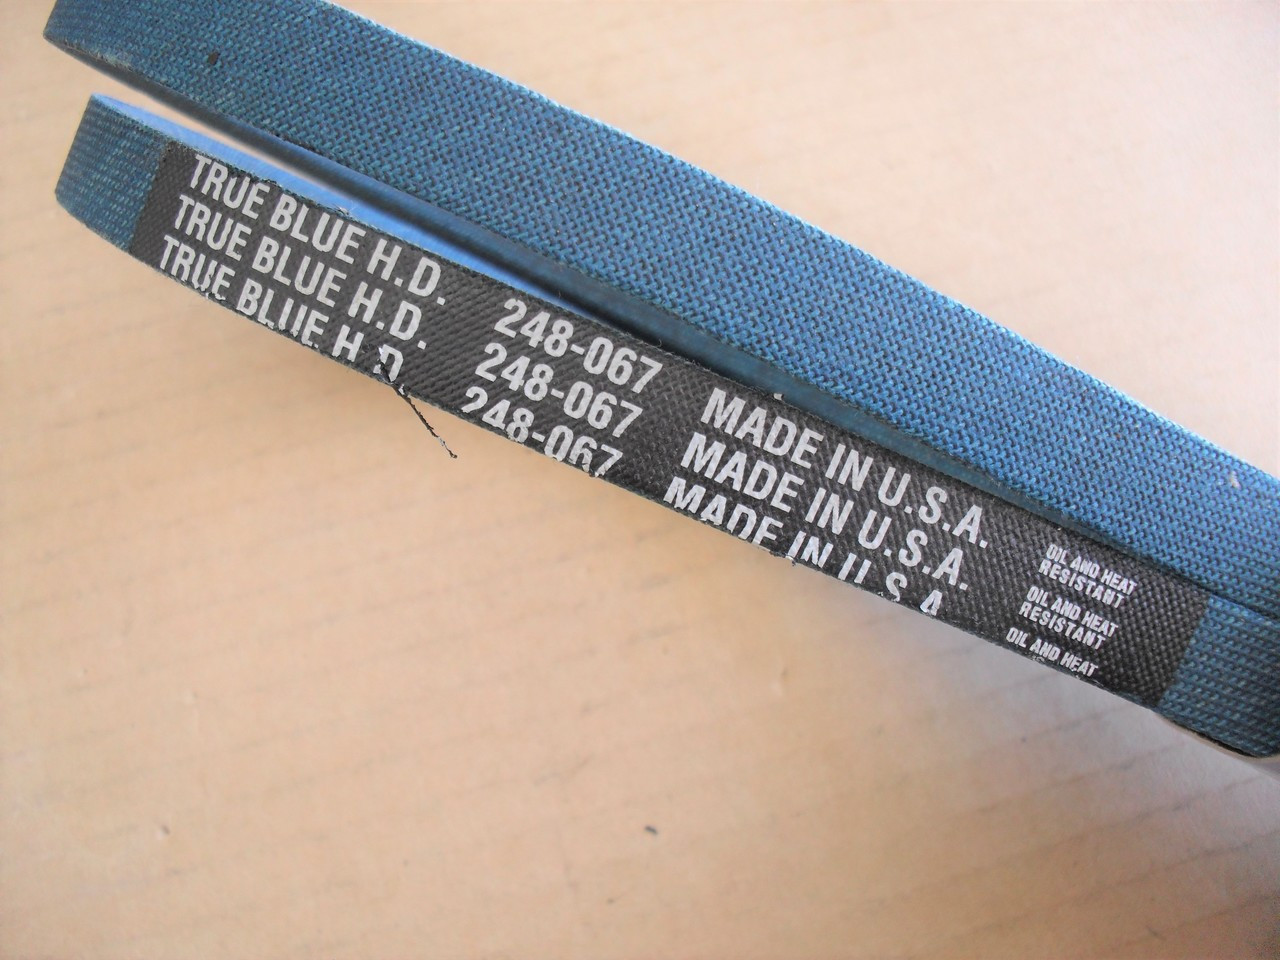 TRUE BLUE H.D. 248-067 MADE IN U.S.A. OIL AND HEAT
RESISTANT
TRUE BLUE H.D. 248-067 MADE IN U.S.A. OIL AND HEAT
RESISTANT
TRUE BLUE H.D. 248-067 MADE IN U.S.A OIL AND HEAT